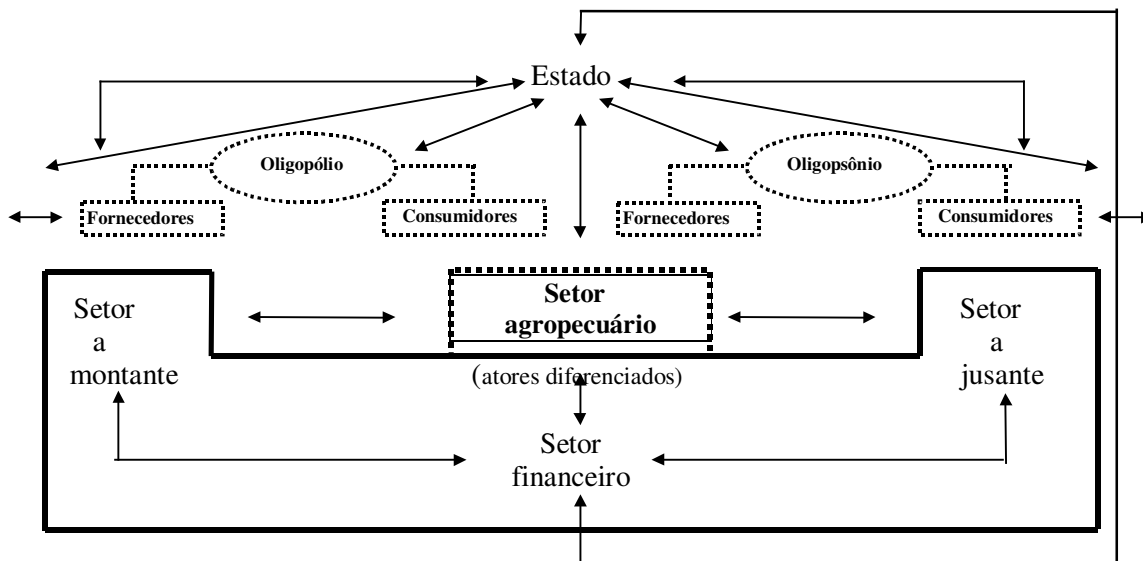 Estado
Oligopólio
Oligopsônio
Fornecedores
Consumidores
Fornecedores
Consumidores
Setor
a
montante
Setor
agropecuário
(atores diferenciados)
Setor
a
jusante
Setor
financeiro